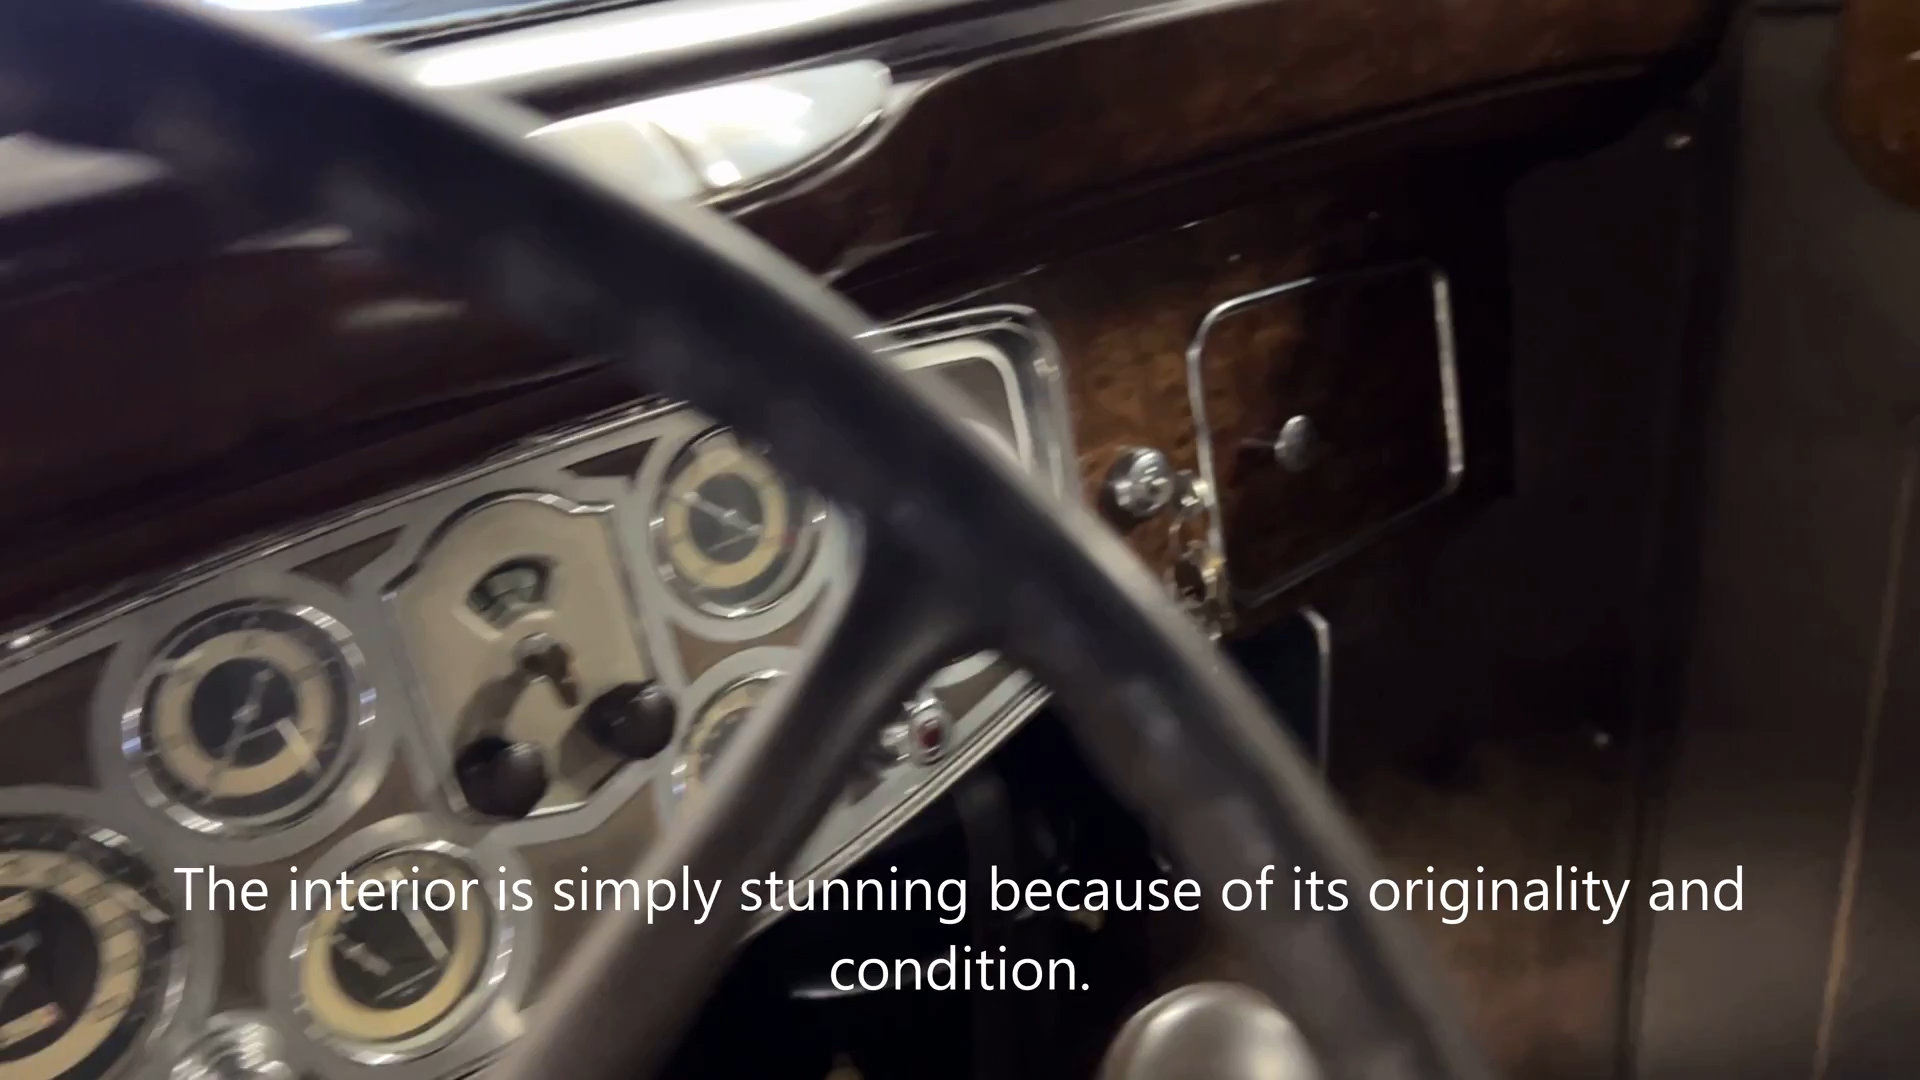 The interior is simply stunning because of its originality and
condition.